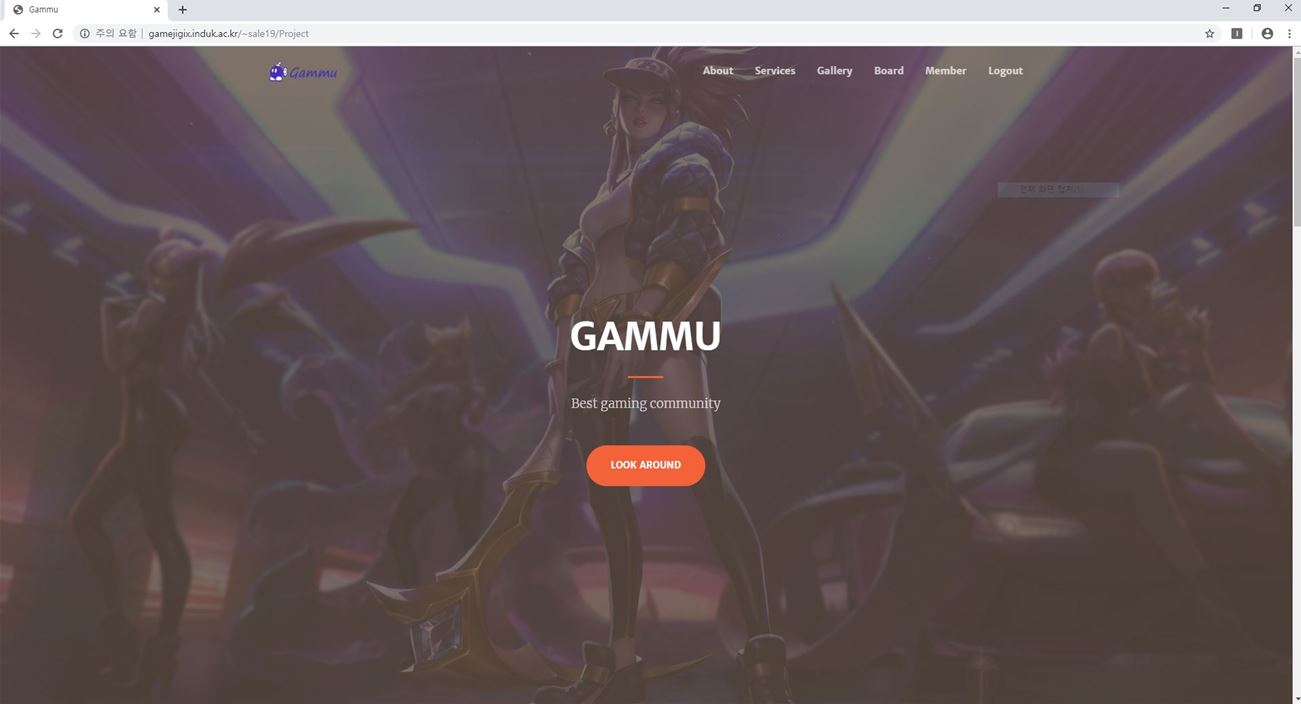 Gammu
주의 요함 | gamejigix.induk.ac.kr/~sale19/Project
Gammu
About Services Gallery Board Member Logout
GAMMU
Best gaming community
LOOK AROUND